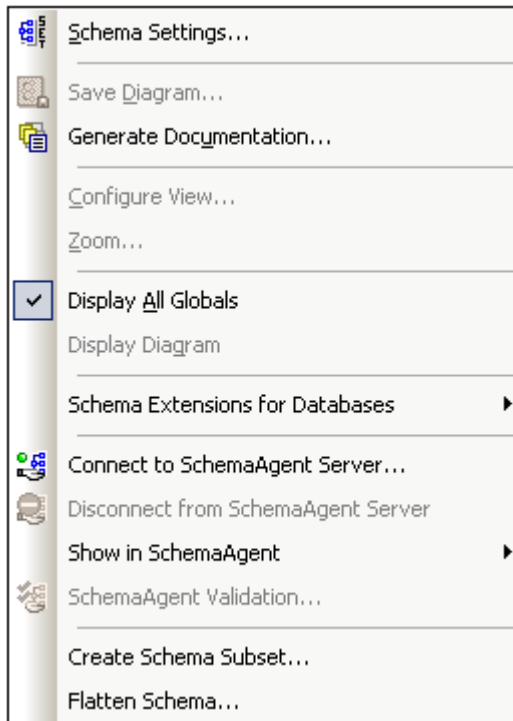 SET
Schema Settings...
Save Diagram...
Generate Documentation...
Configure View...
Zoom...
Display All Globals
Display Diagram
Schema Extensions for Databases
Connect to SchemaAgent Server...
Disconnect from SchemaAgent Server
Show in SchemaAgent
SchemaAgent Validation...
Create Schema Subset...
Flatten Schema...